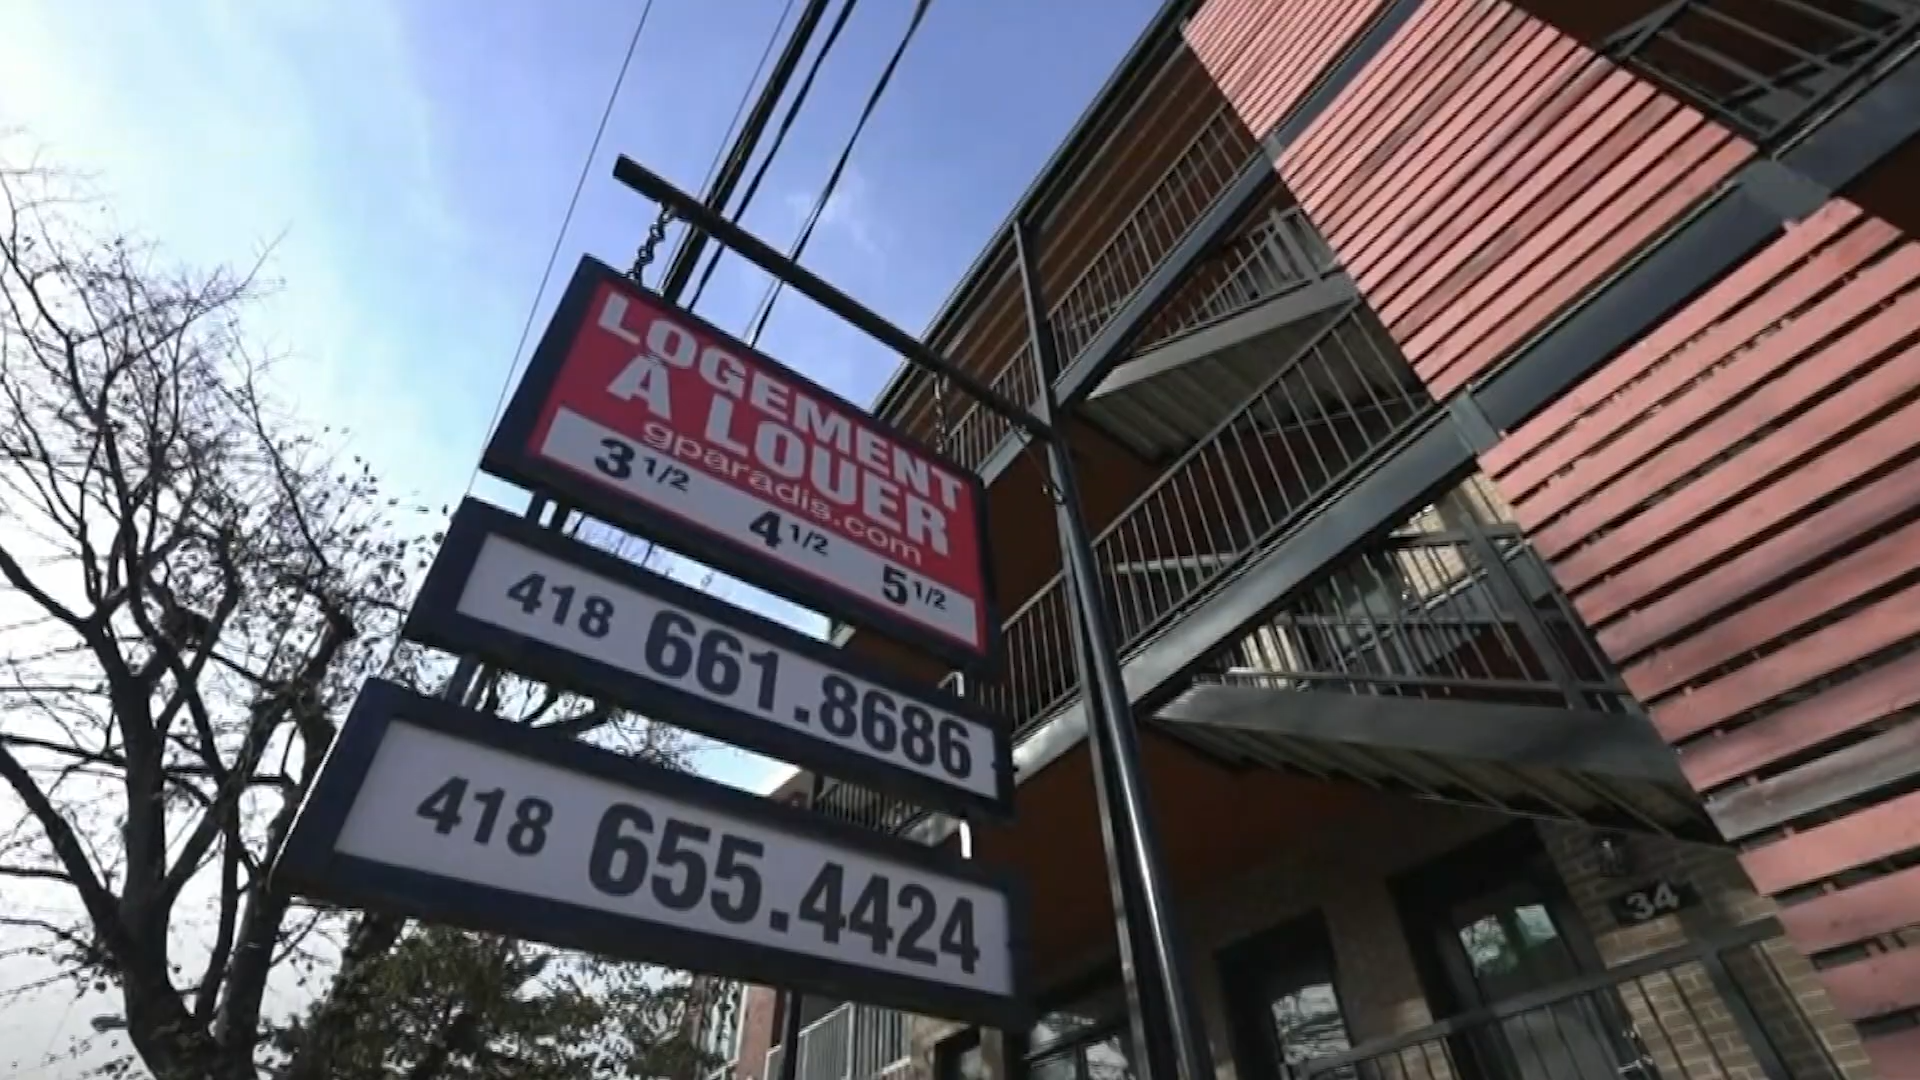 LOGEMENT
À LOUER
gparadis.com
3 1/2 4 1/2 5 1/2
418 661.8686
418 655.4424
34